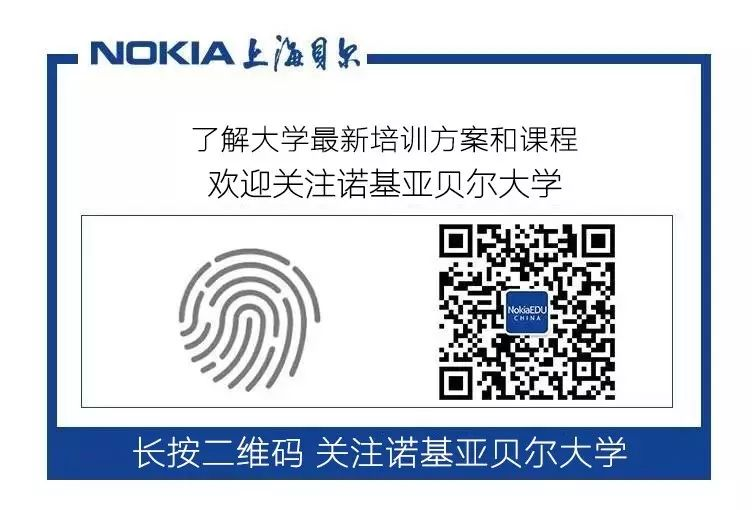 NOKIA 上海贝尔
了解大学最新培训方案和课程
欢迎关注诺基亚贝尔大学
NokiaEDU
CHINA
长按二维码 关注诺基亚贝尔大学